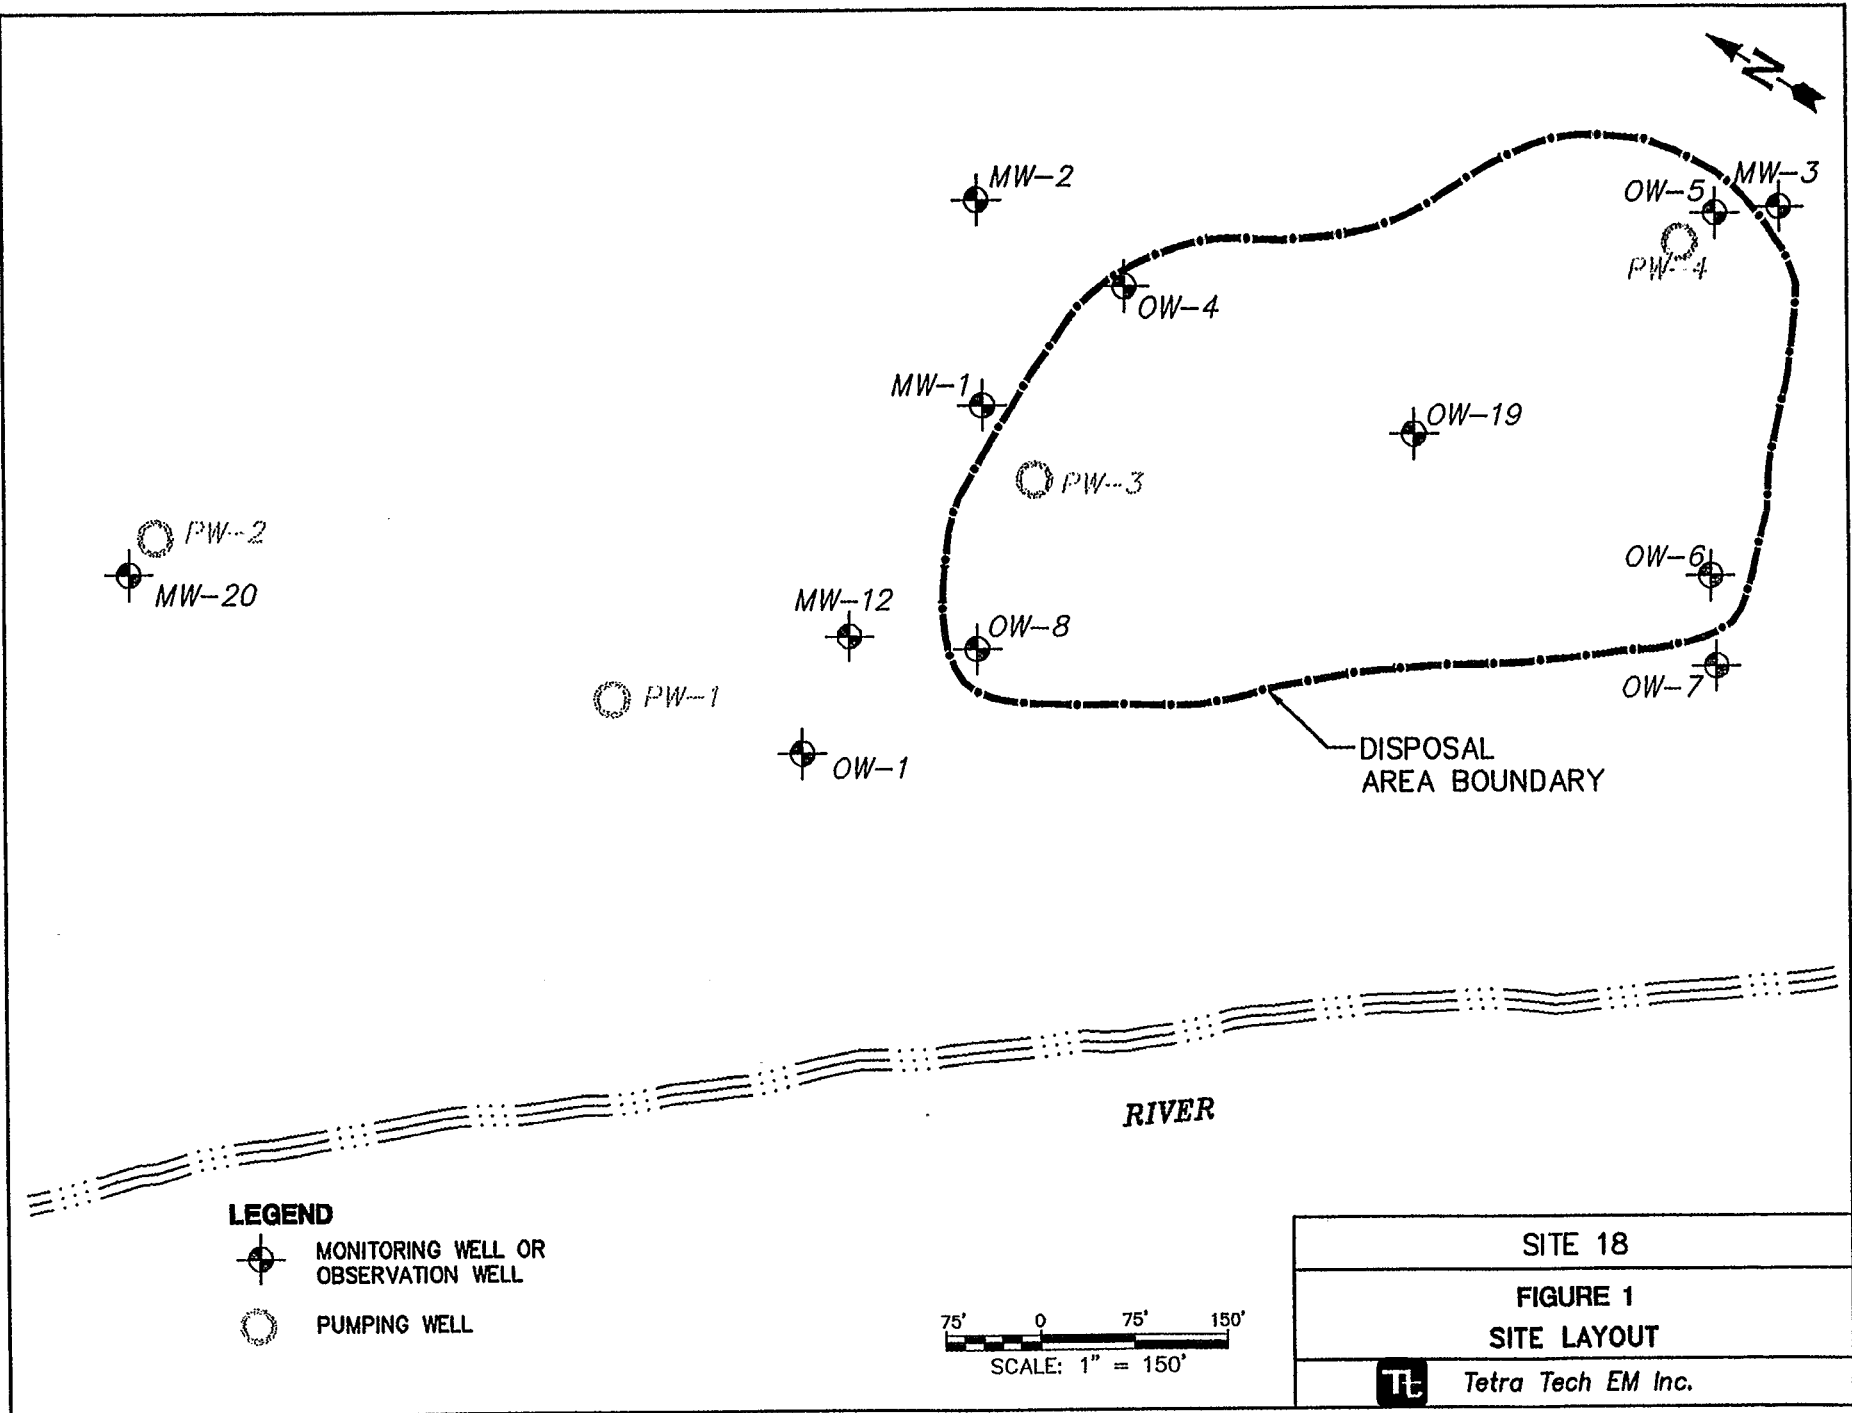 N
MW-2
MW-3
OW-5
PW-4
OW-4
MW-1
OW-19
PW-3
PW-2
MW-20
OW-6
MW-12
OW-8
PW-1
OW-7
OW-1
DISPOSAL
AREA BOUNDARY
RIVER
LEGEND
MONITORING WELL OR
OBSERVATION WELL
PUMPING WELL
75' 0 75' 150'
SCALE: 1" = 150'
SITE 18
FIGURE 1
SITE LAYOUT
Tt Tetra Tech EM Inc.